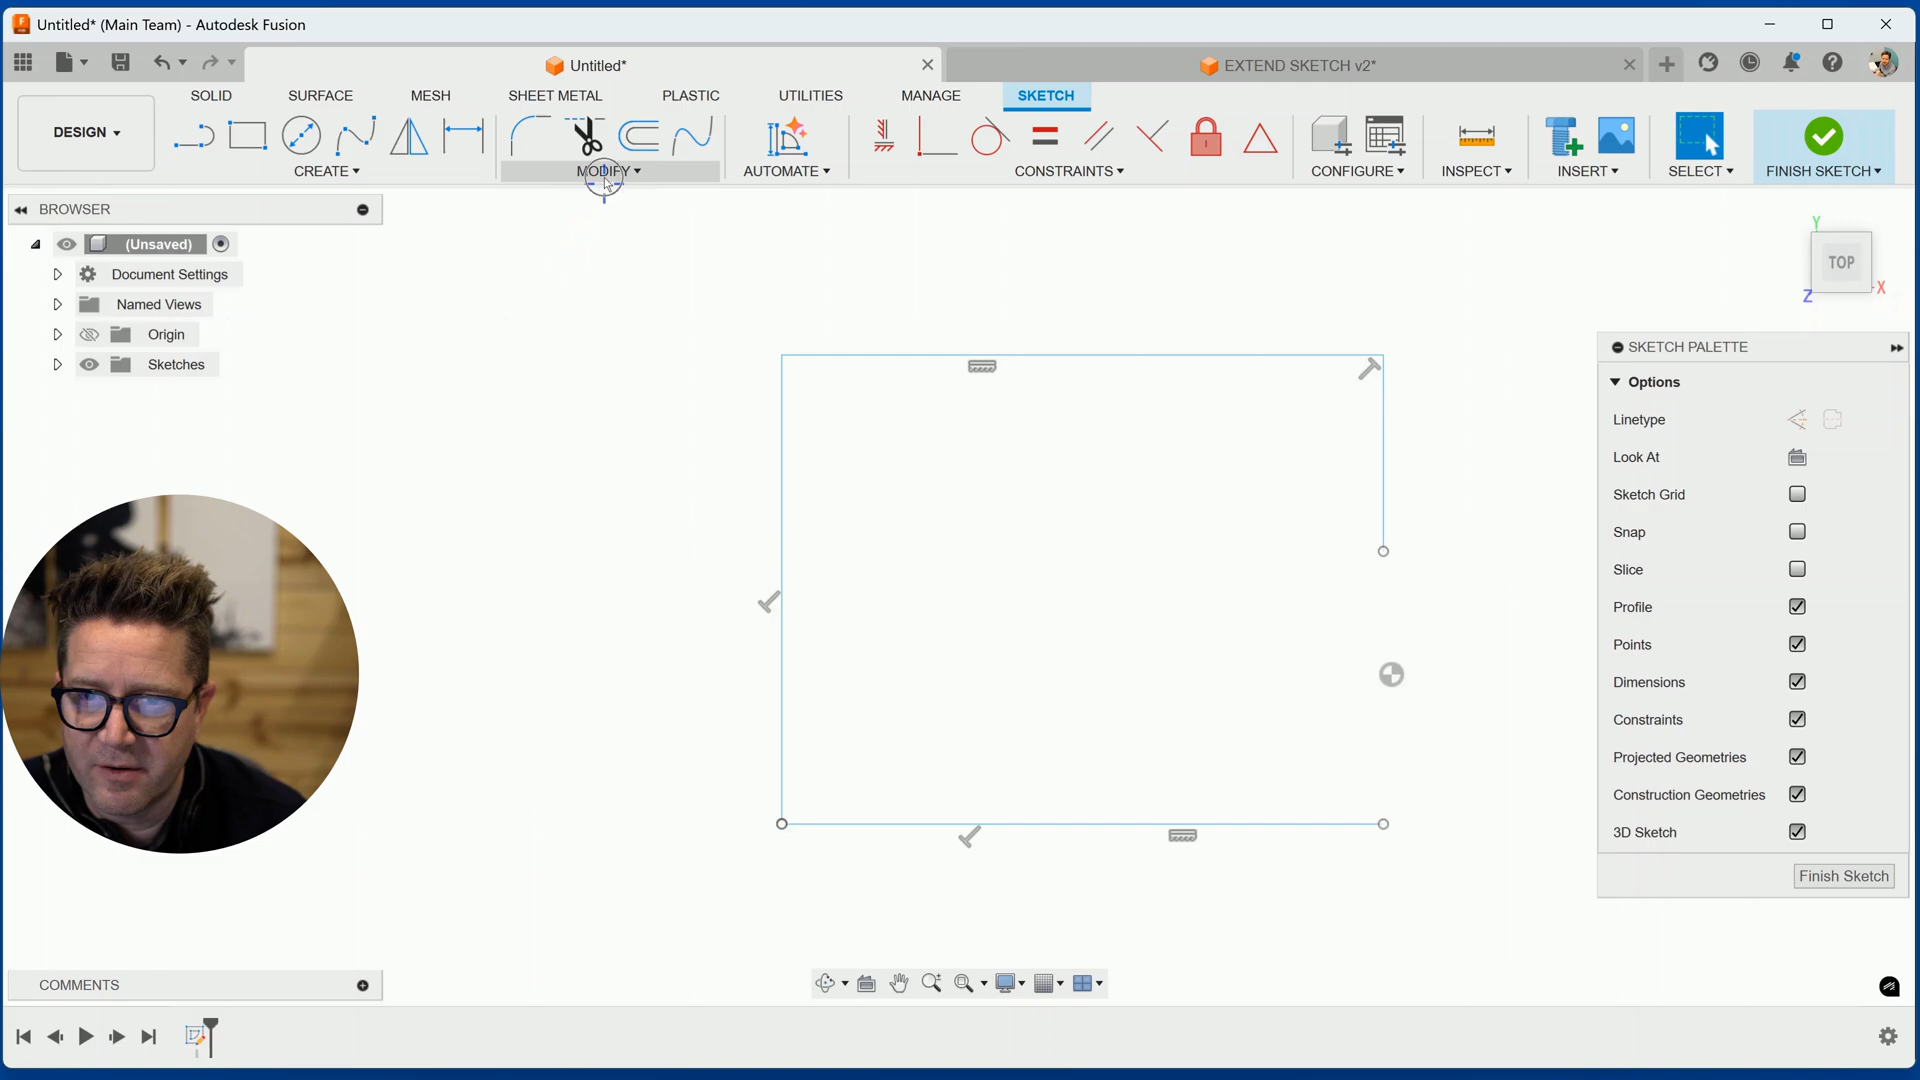 Untitled* (Main Team) - Autodesk Fusion
Untitled*
EXTEND SKETCH v2*
SOLID
SURFACE
MESH
SHEET METAL
PLASTIC
UTILITIES
MANAGE
SKETCH
DESIGN
CREATE
MODIFY
AUTOMATE
CONSTRAINTS
CONFIGURE
INSPECT
INSERT
SELECT
FINISH SKETCH
BROWSER
(Unsaved)
Document Settings
Named Views
Origin
Sketches
Y
TOP
Z
X
SKETCH PALETTE
Options
Linetype
Look At
Sketch Grid
Snap
Slice
Profile
Points
Dimensions
Constraints
Projected Geometries
Construction Geometries
3D Sketch
Finish Sketch
COMMENTS